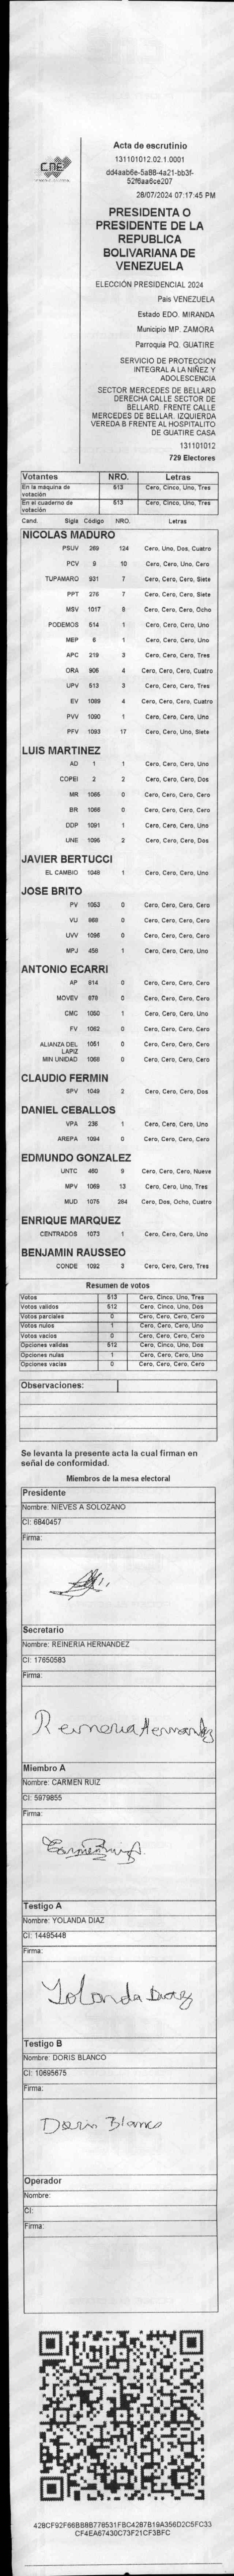 CNE
Acta de escrutinio
131101012.02.1.0001
dd4aab6e-5a88-4a21-bb3f-
52f6aa6ce207
28/07/2024 07:17:45 PM
PRESIDENTA O
PRESIDENTE DE LA
REPUBLICA
BOLIVARIANA DE
VENEZUELA
ELECCIÓN PRESIDENCIAL 2024
Pais VENEZUELA
Estado EDO. MIRANDA
Municipio MP. ZAMORA
Parroquia PQ. GUATIRE
SERVICIO DE PROTECCION
INTEGRAL A LA NIÑEZ Y
ADOLESCENCIA
SECTOR MERCEDES DE BELLARD
DERECHA CALLE SECTOR DE
BELLARD. FRENTE CALLE
MERCEDES DE BELLAR. IZQUIERDA
VEREDA B FRENTE AL HOSPITALITO
DE GUATIRE CASA
131101012
729 Electores
Votantes NRO. Letras
En la máquina de votación 513 Cero, Cinco, Uno, Tres
En el cuaderno de votación 513 Cero, Cinco, Uno, Tres
Cand. Sigla Código NRO. Letras
NICOLAS MADURO
PSUV 269 124 Cero, Uno, Dos, Cuatro
PCV 9 10 Cero, Cero, Uno, Cero
TUPAMARO 931 7 Cero, Cero, Cero, Siete
PPT 276 7 Cero, Cero, Cero, Siete
MSV 1017 8 Cero, Cero, Cero, Ocho
PODEMOS 514 1 Cero, Cero, Cero, Uno
MEP 6 1 Cero, Cero, Cero, Uno
APC 219 3 Cero, Cero, Cero, Tres
ORA 906 4 Cero, Cero, Cero, Cuatro
UPV 513 3 Cero, Cero, Cero, Tres
EV 1089 4 Cero, Cero, Cero, Cuatro
PVV 1090 1 Cero, Cero, Cero, Uno
PFV 1093 17 Cero, Cero, Uno, Siete
LUIS MARTINEZ
AD 1 1 Cero, Cero, Cero, Uno
COPEI 2 2 Cero, Cero, Cero, Dos
MR 1065 0 Cero, Cero, Cero, Cero
BR 1068 0 Cero, Cero, Cero, Cero
DDP 1091 1 Cero, Cero, Cero, Uno
UNE 1095 2 Cero, Cero, Cero, Dos
JAVIER BERTUCCI
EL CAMBIO 1048 1 Cero, Cero, Cero, Uno
JOSE BRITO
PV 1053 0 Cero, Cero, Cero, Cero
VU 868 0 Cero, Cero, Cero, Cero
UVV 1096 0 Cero, Cero, Cero, Cero
MPJ 458 1 Cero, Cero, Cero, Uno
ANTONIO ECARRI
AP 814 0 Cero, Cero, Cero, Cero
MOVEV 878 0 Cero, Cero, Cero, Cero
CMC 1050 1 Cero, Cero, Cero, Uno
FV 1062 0 Cero, Cero, Cero, Cero
ALIANZA DEL LAPIZ 1051 0 Cero, Cero, Cero, Cero
MIN UNIDAD 1066 0 Cero, Cero, Cero, Cero
CLAUDIO FERMIN
SPV 1049 2 Cero, Cero, Cero, Dos
DANIEL CEBALLOS
VPA 236 1 Cero, Cero, Cero, Uno
AREPA 1094 0 Cero, Cero, Cero, Cero
EDMUNDO GONZALEZ
UNTC 460 9 Cero, Cero, Cero, Nueve
MPV 1069 13 Cero, Cero, Uno, Tres
MUD 1075 284 Cero, Dos, Ocho, Cuatro
ENRIQUE MARQUEZ
CENTRADOS 1073 1 Cero, Cero, Cero, Uno
BENJAMIN RAUSSEO
CONDE 1092 3 Cero, Cero, Cero, Tres
Resumen de votos
Votos 513 Cero, Cinco, Uno, Tres
Votos validos 512 Cero, Cinco, Uno, Dos
Votos parciales 0 Cero, Cero, Cero, Cero
Votos nulos 1 Cero, Cero, Cero, Uno
Votos vacios 0 Cero, Cero, Cero, Cero
Opciones validas 512 Cero, Cinco, Uno, Dos
Opciones nulas 1 Cero, Cero, Cero, Uno
Opciones vacias 0 Cero, Cero, Cero, Cero
Observaciones:
Se levanta la presente acta la cual firman en
señal de conformidad.
Miembros de la mesa electoral
Presidente
Nombre: NIEVES A SOLOZANO
CI: 6840457
Firma:
Secretario
Nombre: REINERIA HERNANDEZ
CI: 17650583
Firma:
Reineria Hernandez
Miembro A
Nombre: CARMEN RUIZ
CI: 5979855
Firma:
Carmen Ruiz
Testigo A
Nombre: YOLANDA DIAZ
CI: 14495448
Firma:
Yolanda Diaz
Testigo B
Nombre: DORIS BLANCO
CI: 10695675
Firma:
Doris Blanco
Operador
Nombre:
CI:
Firma:
428CF92F66BB8B778531FBC4287B19A356D2C5FC33
CF4EA67430C73F21CF3BFC